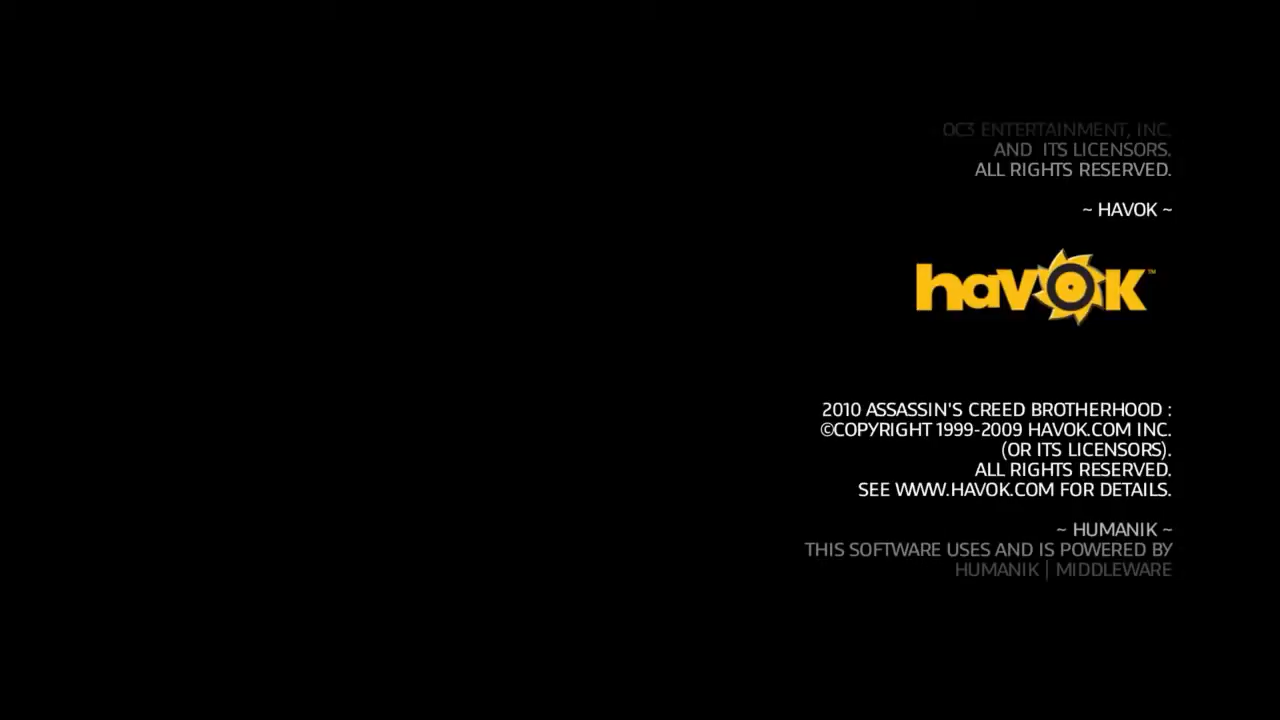 OC3 ENTERTAINMENT, INC.
AND ITS LICENSORS.
ALL RIGHTS RESERVED.
~ HAVOK ~
havok™
2010 ASSASSIN'S CREED BROTHERHOOD :
©COPYRIGHT 1999-2009 HAVOK.COM INC.
(OR ITS LICENSORS).
ALL RIGHTS RESERVED.
SEE WWW.HAVOK.COM FOR DETAILS.
~ HUMANIK ~
THIS SOFTWARE USES AND IS POWERED BY
HUMANIK | MIDDLEWARE